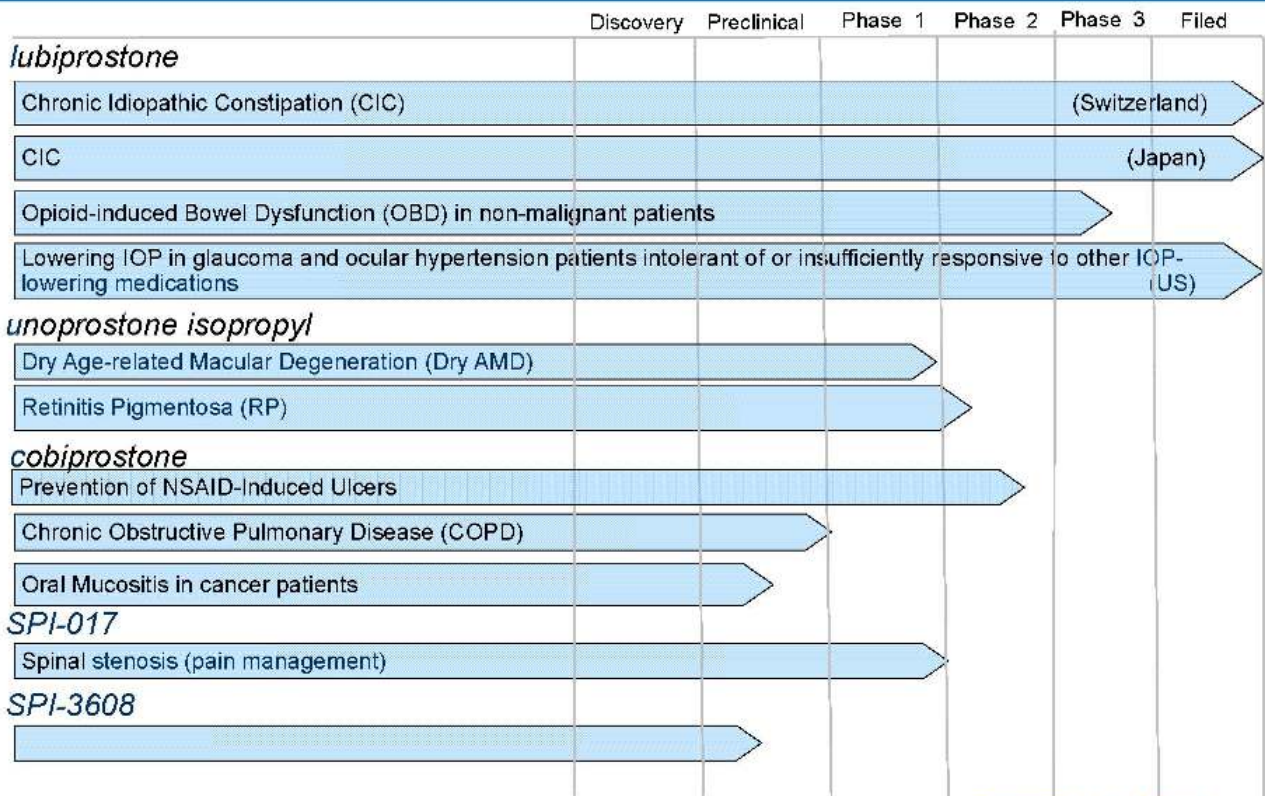 Discovery Preclinical Phase 1 Phase 2 Phase 3 Filed
lubiprostone
Chronic Idiopathic Constipation (CIC) (Switzerland)
CIC (Japan)
Opioid-induced Bowel Dysfunction (OBD) in non-malignant patients
Lowering IOP in glaucoma and ocular hypertension patients intolerant of or insufficiently responsive to other IOP-
lowering medications (US)
unoprostone isopropyl
Dry Age-related Macular Degeneration (Dry AMD)
Retinitis Pigmentosa (RP)
cobiprostone
Prevention of NSAID-Induced Ulcers
Chronic Obstructive Pulmonary Disease (COPD)
Oral Mucositis in cancer patients
SPI-017
Spinal stenosis (pain management)
SPI-3608